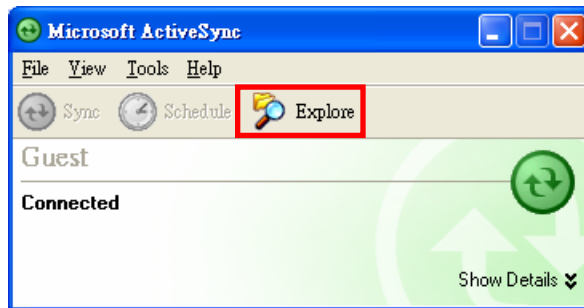 Microsoft ActiveSync
File View Tools Help
Sync Schedule Explore
Guest
Connected
Show Details